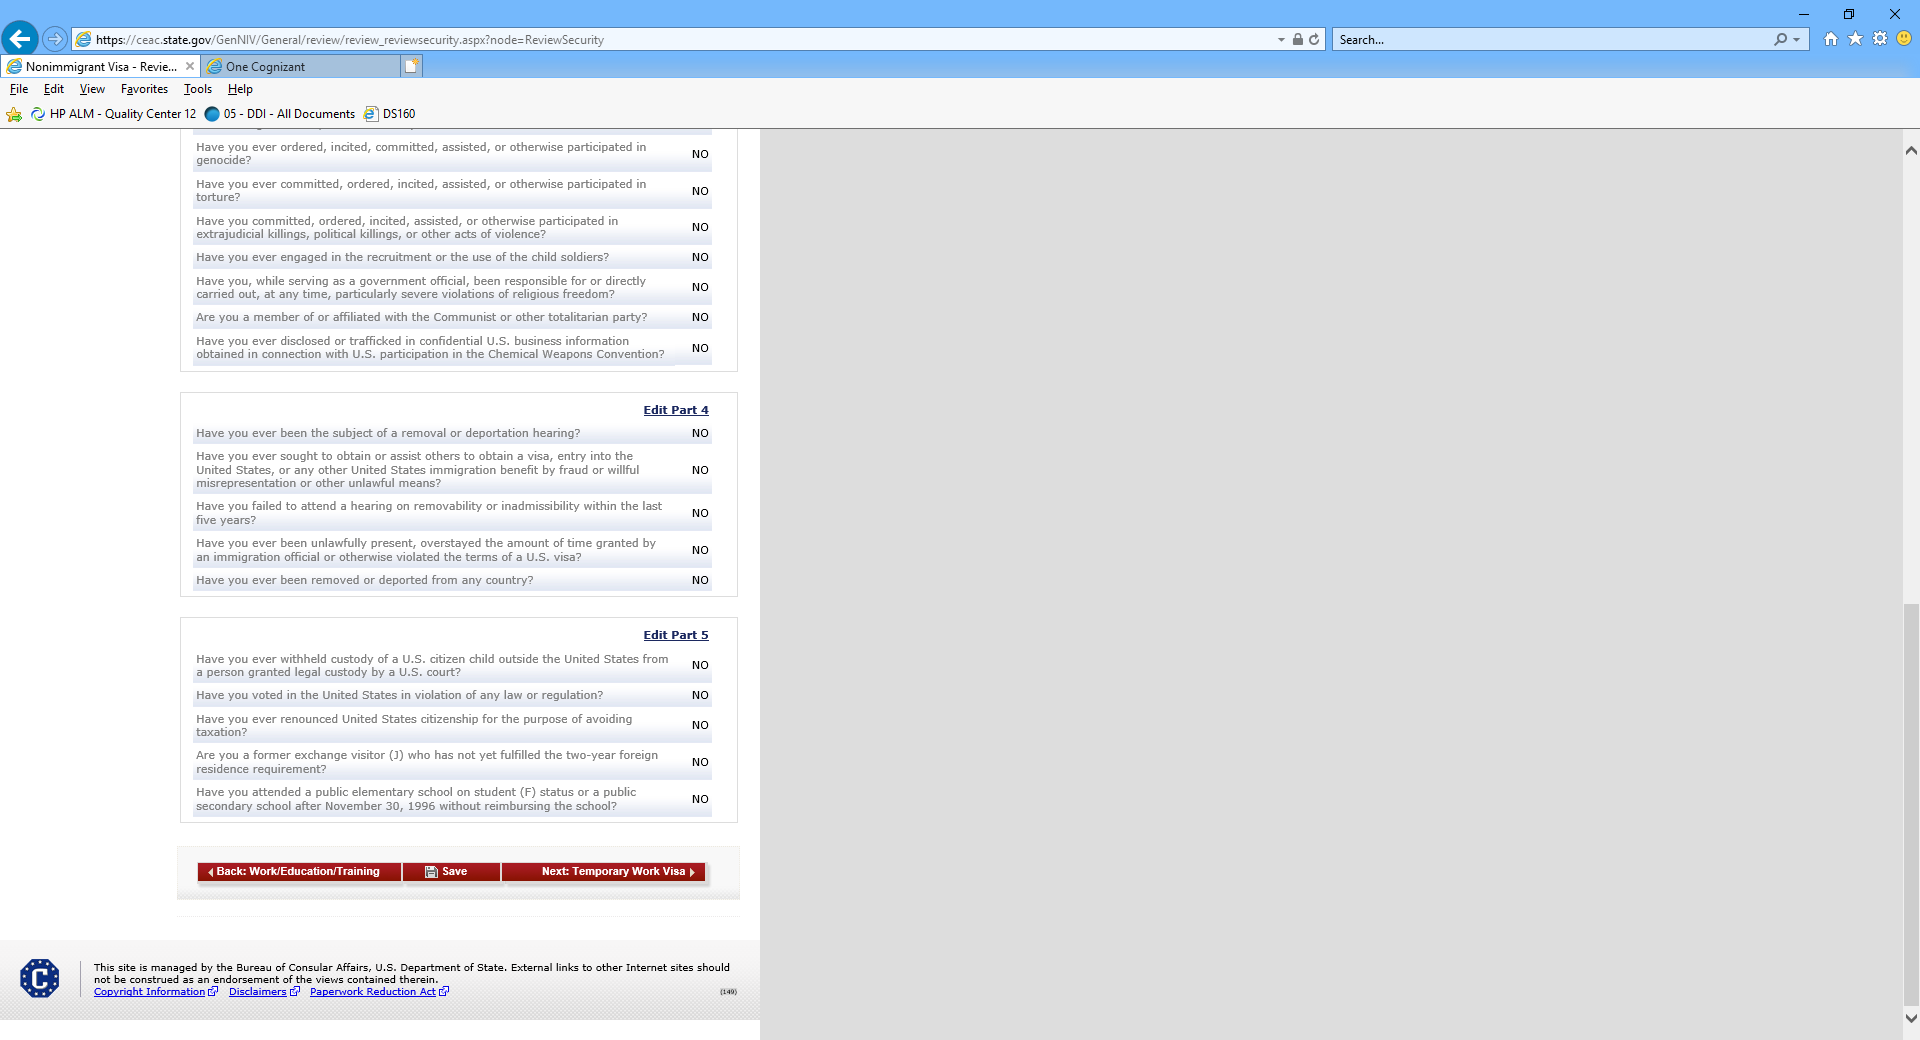 https://ceac.state.gov/GenNIV/General/review/review_reviewsecurity.aspx?node=ReviewSecurity
Search...
Nonimmigrant Visa - Revie...
One Cognizant
File Edit View Favorites Tools Help
HP ALM - Quality Center 12
05 - DDI - All Documents
DS160
Have you ever ordered, incited, committed, assisted, or otherwise participated in
genocide?
NO
Have you ever committed, ordered, incited, assisted, or otherwise participated in
torture?
NO
Have you committed, ordered, incited, assisted, or otherwise participated in
extrajudicial killings, political killings, or other acts of violence?
NO
Have you ever engaged in the recruitment or the use of the child soldiers? NO
Have you, while serving as a government official, been responsible for or directly
carried out, at any time, particularly severe violations of religious freedom?
NO
Are you a member of or affiliated with the Communist or other totalitarian party? NO
Have you ever disclosed or trafficked in confidential U.S. business information
obtained in connection with U.S. participation in the Chemical Weapons Convention?
NO
Edit Part 4
Have you ever been the subject of a removal or deportation hearing? NO
Have you ever sought to obtain or assist others to obtain a visa, entry into the
United States, or any other United States immigration benefit by fraud or willful
misrepresentation or other unlawful means?
NO
Have you failed to attend a hearing on removability or inadmissibility within the last
five years?
NO
Have you ever been unlawfully present, overstayed the amount of time granted by
an immigration official or otherwise violated the terms of a U.S. visa?
NO
Have you ever been removed or deported from any country? NO
Edit Part 5
Have you ever withheld custody of a U.S. citizen child outside the United States from
a person granted legal custody by a U.S. court?
NO
Have you voted in the United States in violation of any law or regulation? NO
Have you ever renounced United States citizenship for the purpose of avoiding
taxation?
NO
Are you a former exchange visitor (J) who has not yet fulfilled the two-year foreign
residence requirement?
NO
Have you attended a public elementary school on student (F) status or a public
secondary school after November 30, 1996 without reimbursing the school?
NO
Back: Work/Education/Training
Save
Next: Temporary Work Visa
C
This site is managed by the Bureau of Consular Affairs, U.S. Department of State. External links to other Internet sites should
not be construed as an endorsement of the views contained therein.
Copyright Information Disclaimers Paperwork Reduction Act
(149)